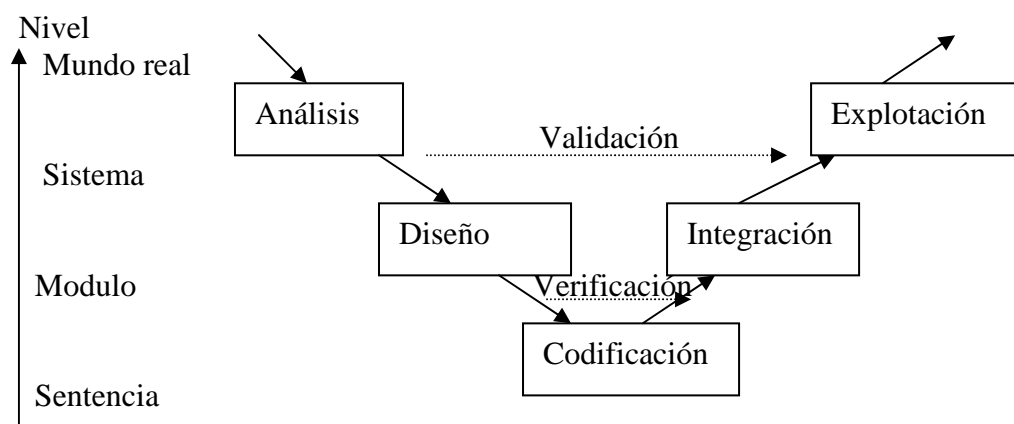 Nivel
Mundo real
Análisis
Explotación
Validación
Sistema
Diseño
Integración
Modulo
Verificación
Codificación
Sentencia